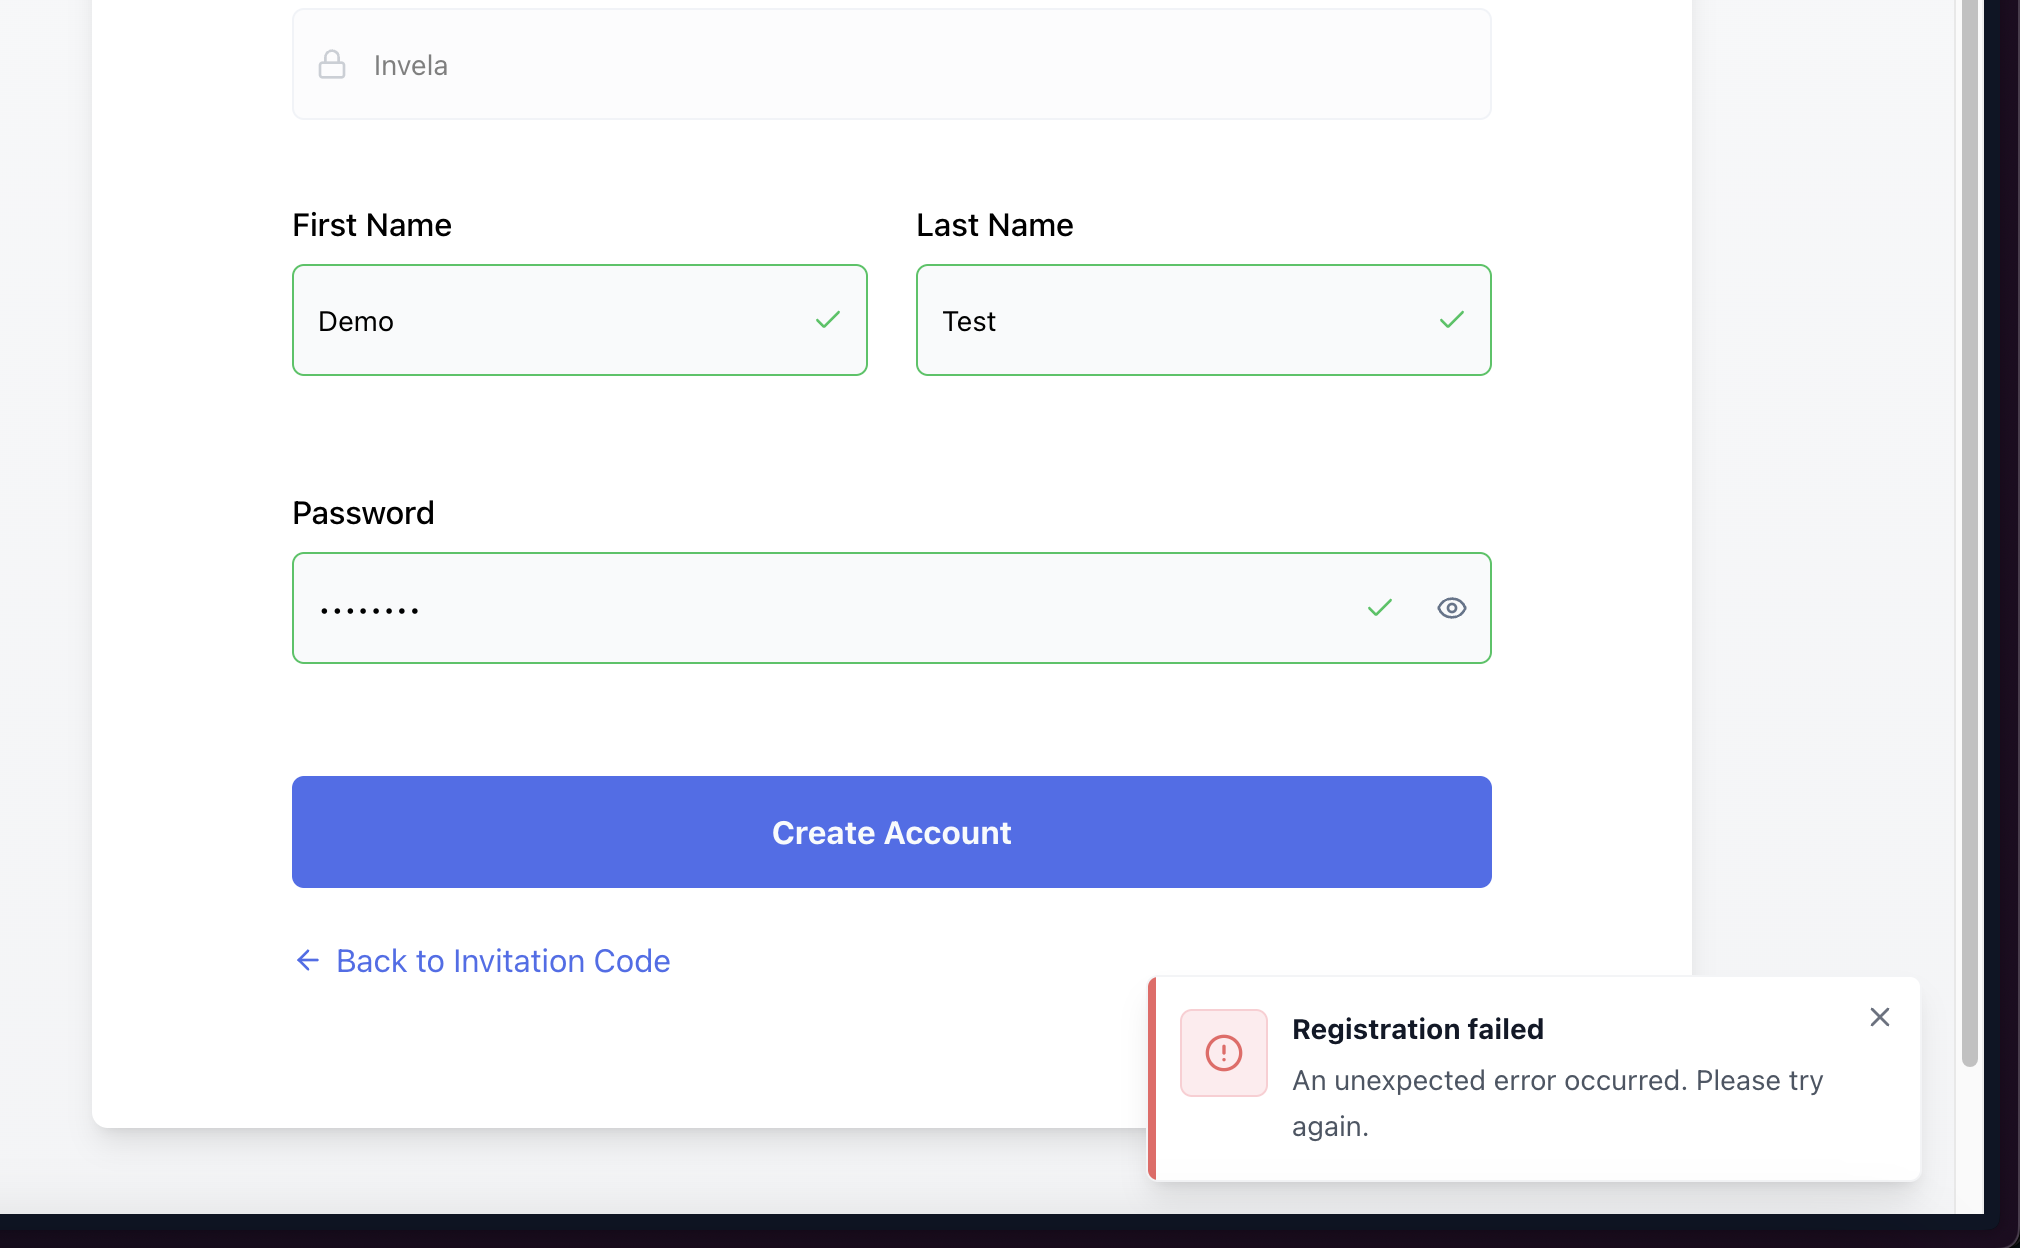 Invela
First Name
Last Name
Demo
Test
Password
••••••••
Create Account
← Back to Invitation Code
Registration failed
An unexpected error occurred. Please try
again.